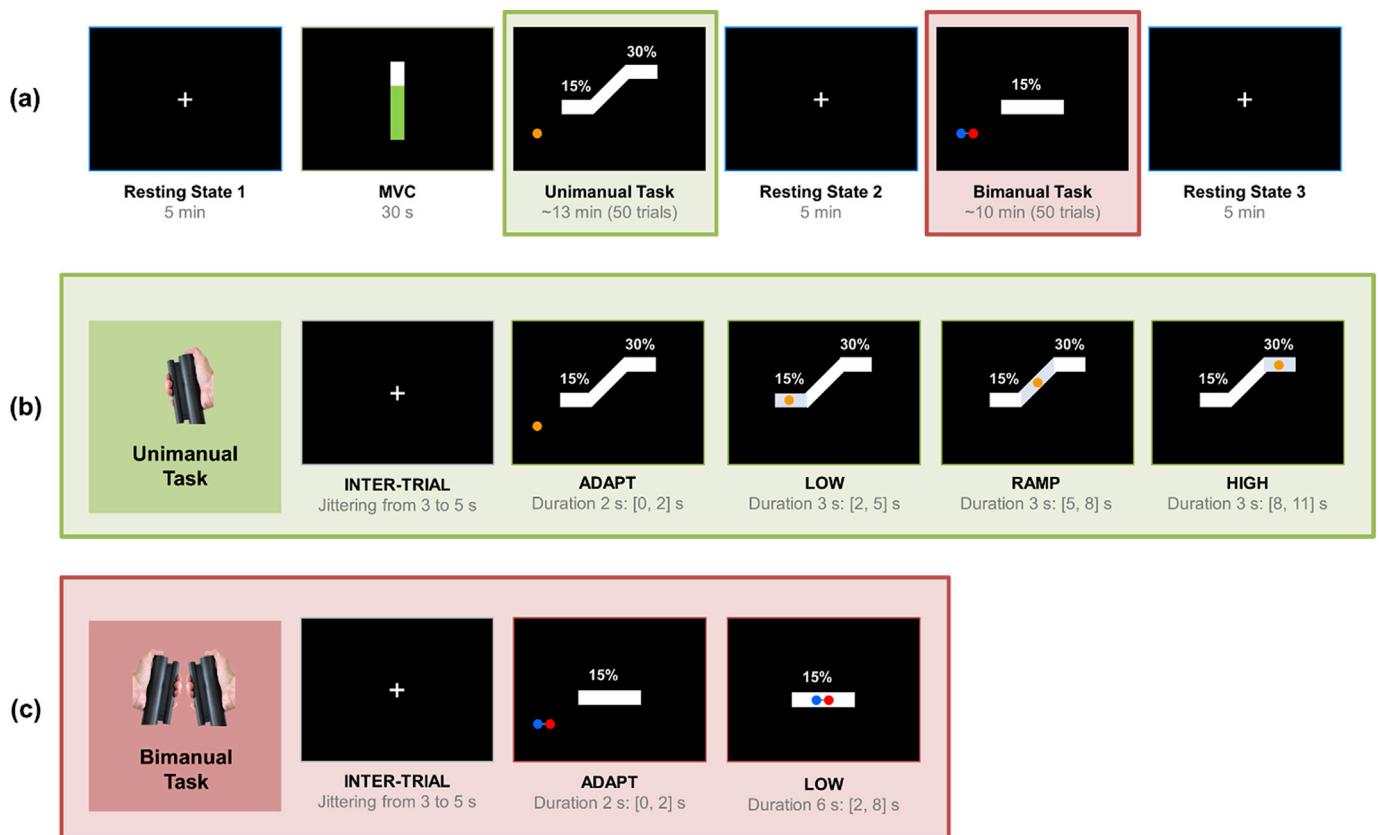 (a)
15%
30%
15%
Resting State 1
5 min
MVC
30 s
Unimanual Task
~13 min (50 trials)
Resting State 2
5 min
Bimanual Task
~10 min (50 trials)
Resting State 3
5 min
(b)
Unimanual
Task
15%
30%
15%
30%
15%
30%
15%
30%
INTER-TRIAL
Jittering from 3 to 5 s
ADAPT
Duration 2 s: [0, 2] s
LOW
Duration 3 s: [2, 5] s
RAMP
Duration 3 s: [5, 8] s
HIGH
Duration 3 s: [8, 11] s
(c)
Bimanual
Task
15%
15%
INTER-TRIAL
Jittering from 3 to 5 s
ADAPT
Duration 2 s: [0, 2] s
LOW
Duration 6 s: [2, 8] s